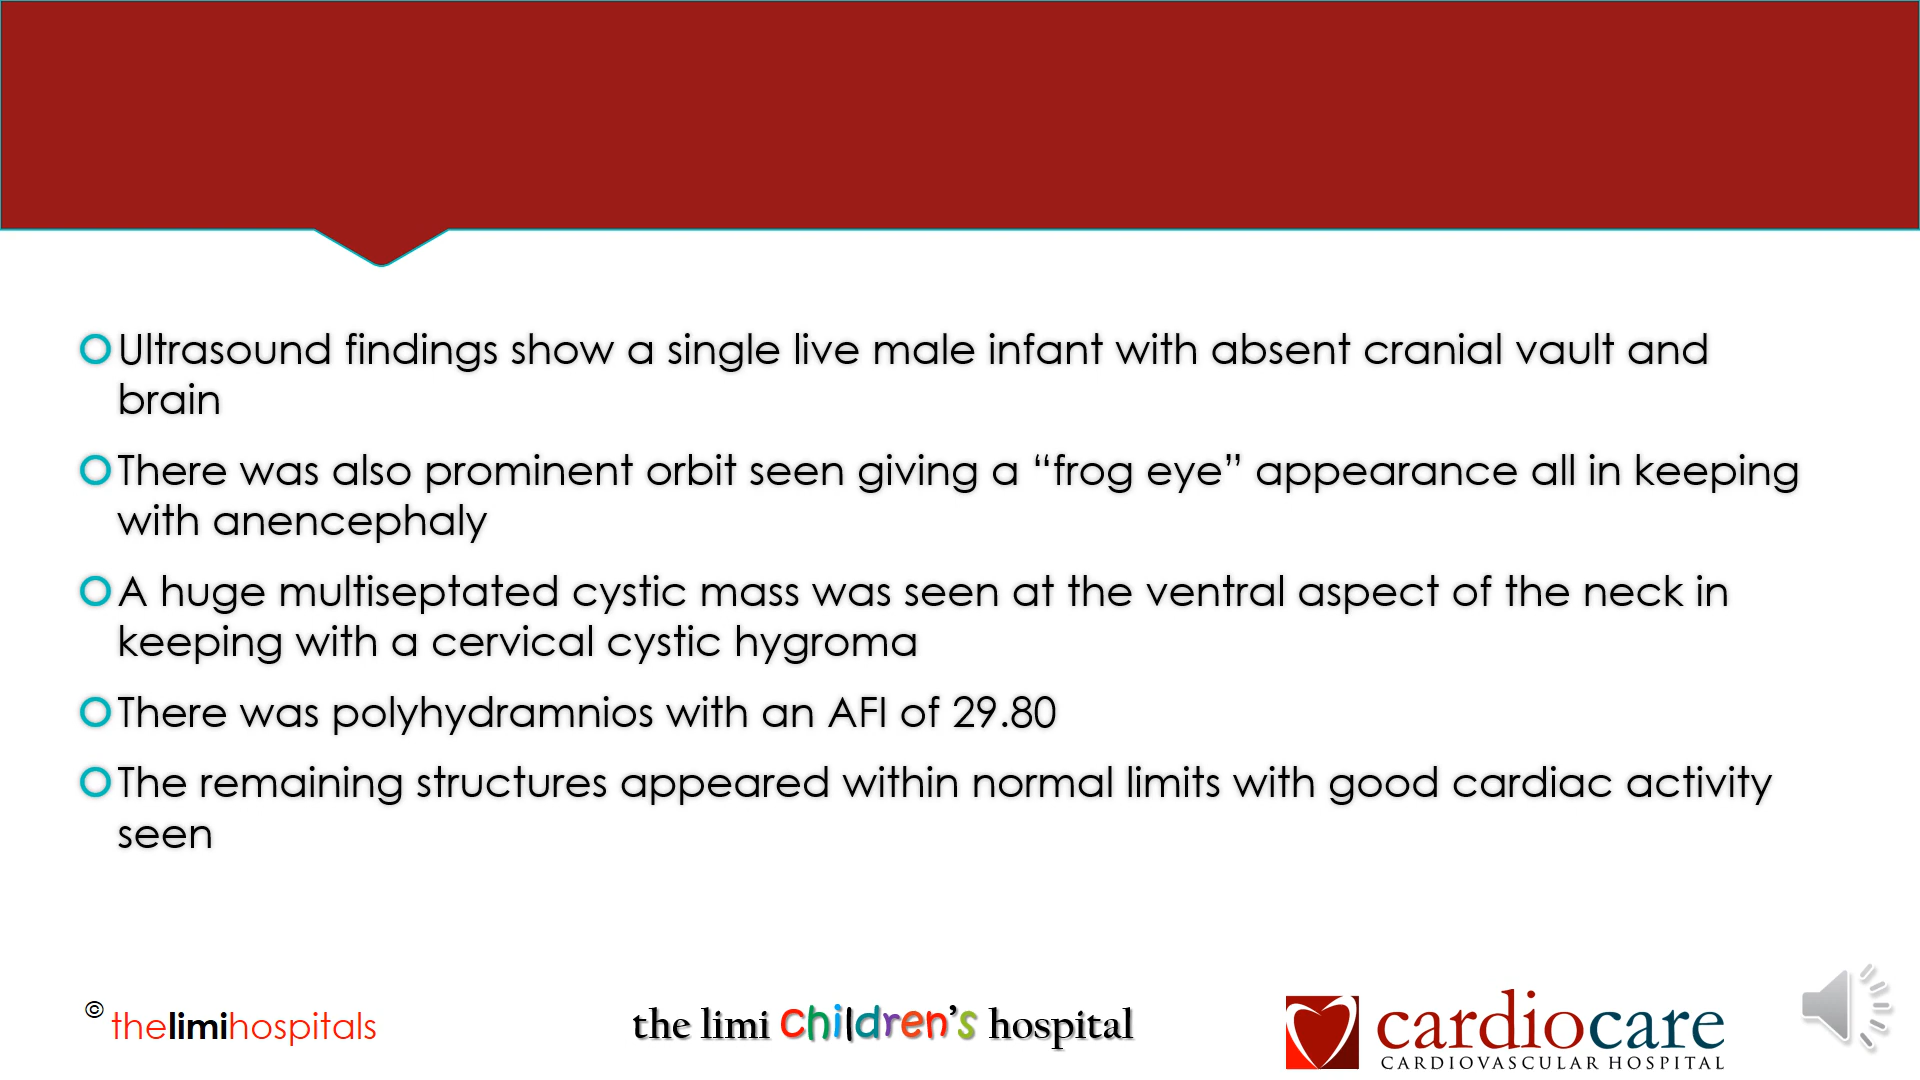 Ultrasound findings show a single live male infant with absent cranial vault and
brain
There was also prominent orbit seen giving a “frog eye” appearance all in keeping
with anencephaly
A huge multiseptated cystic mass was seen at the ventral aspect of the neck in
keeping with a cervical cystic hygroma
There was polyhydramnios with an AFI of 29.80
The remaining structures appeared within normal limits with good cardiac activity
seen
© thelimihospitals
the limi children’s hospital
cardiocare
CARDIOVASCULAR HOSPITAL